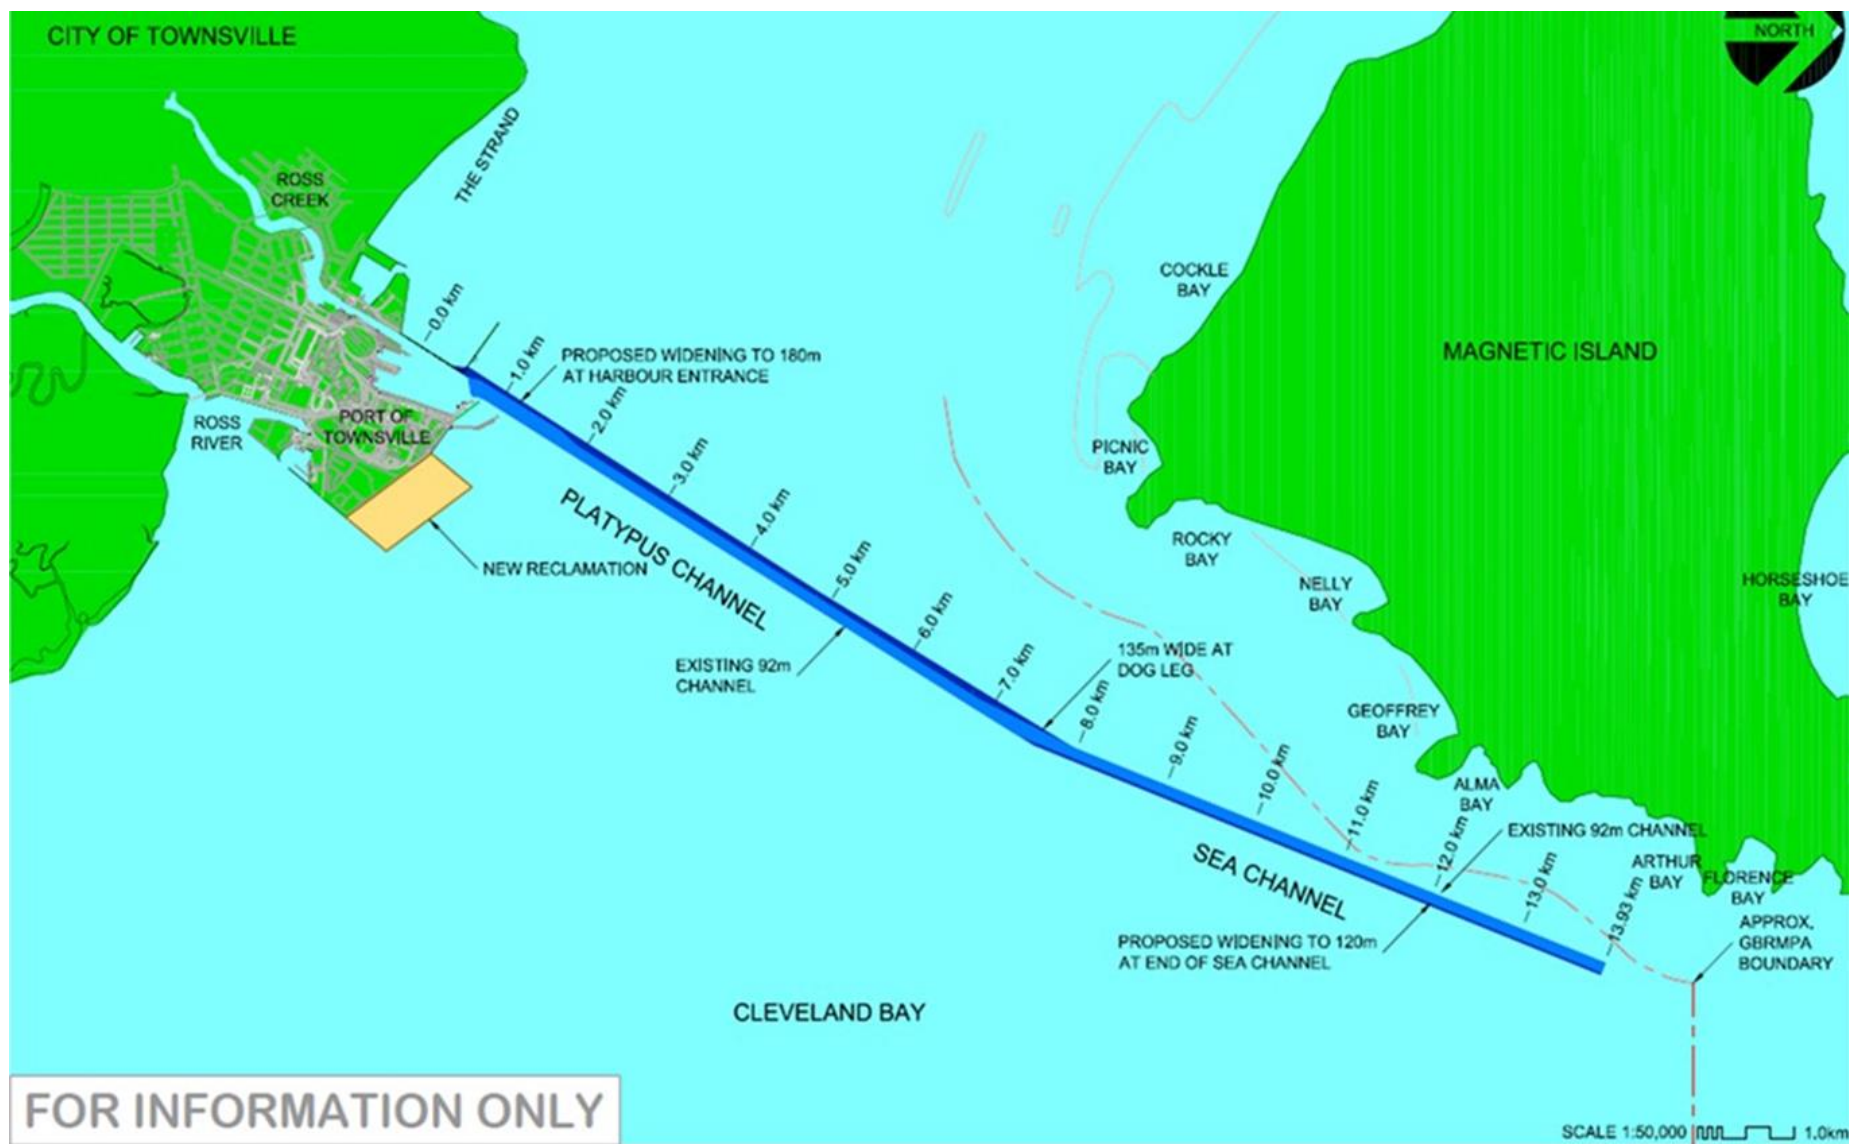 CITY OF TOWNSVILLE
NORTH
THE STRAND
ROSS
CREEK
COCKLE
BAY
MAGNETIC ISLAND
0.0 km
1.0 km
PROPOSED WIDENING TO 180m
AT HARBOUR ENTRANCE
2.0 km
ROSS
RIVER
PORT OF
TOWNSVILLE
3.0 km
PICNIC
BAY
4.0 km
PLATYPUS CHANNEL
NEW RECLAMATION
5.0 km
ROCKY
BAY
NELLY
BAY
HORSESHOE
BAY
6.0 km
EXISTING 92m
CHANNEL
7.0 km
135m WIDE AT
DOG LEG
8.0 km
GEOFFREY
BAY
9.0 km
10.0 km
ALMA
BAY
11.0 km
EXISTING 92m CHANNEL
12.0 km
SEA CHANNEL
13.0 km
ARTHUR
BAY
FLORENCE
BAY
13.93 km
PROPOSED WIDENING TO 120m
AT END OF SEA CHANNEL
APPROX.
GBRMPA
BOUNDARY
CLEVELAND BAY
FOR INFORMATION ONLY
SCALE 1:50,000
1.0km